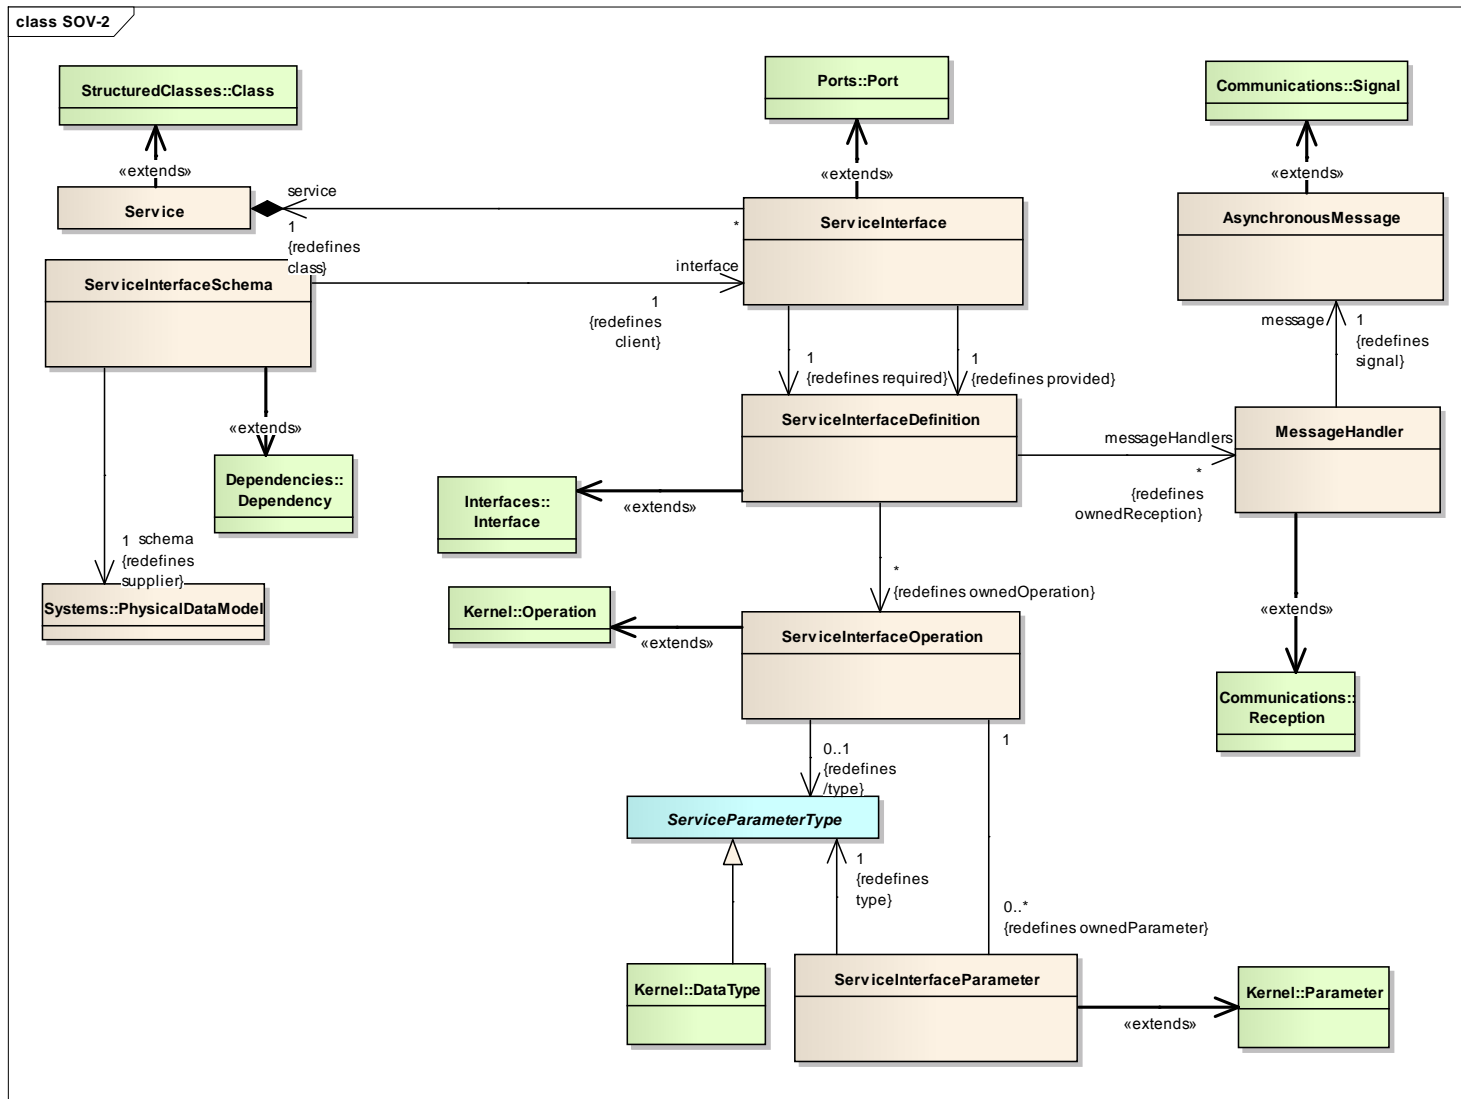 class SOV-2
StructuredClasses::Class
Ports::Port
Communications::Signal
«extends»
«extends»
«extends»
Service
service
1
{redefines
class}
*
ServiceInterface
AsynchronousMessage
ServiceInterfaceSchema
interface
1
{redefines
client}
message
1
{redefines
signal}
1
{redefines required}
1
{redefines provided}
ServiceInterfaceDefinition
messageHandlers
*
{redefines
ownedReception}
MessageHandler
«extends»
Dependencies::
Dependency
Interfaces::
Interface
«extends»
1 schema
{redefines
supplier}
Systems::PhysicalDataModel
*
{redefines ownedOperation}
Kernel::Operation
«extends»
ServiceInterfaceOperation
«extends»
Communications::
Reception
0..1
{redefines
/type}
1
ServiceParameterType
1
{redefines
type}
0..*
{redefines ownedParameter}
Kernel::DataType
ServiceInterfaceParameter
«extends»
Kernel::Parameter